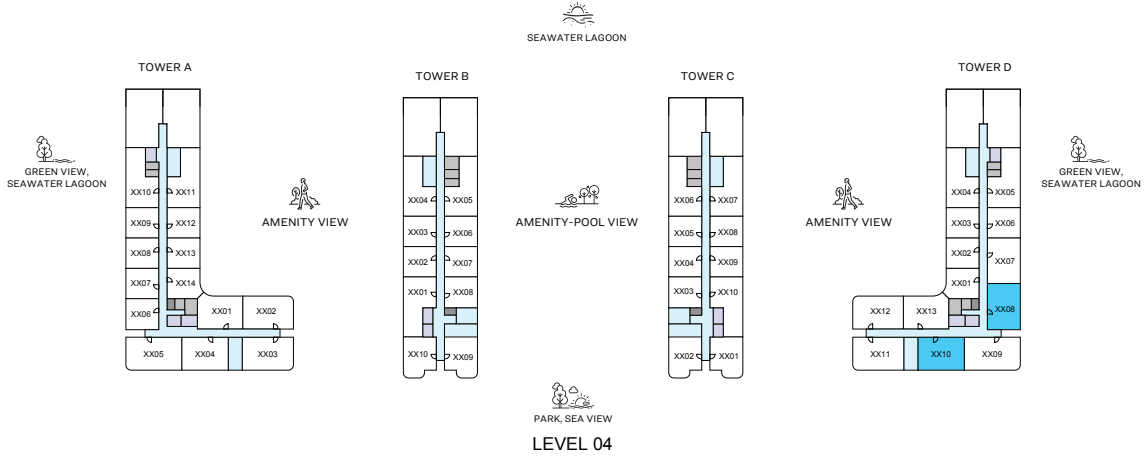 SEAWATER LAGOON
TOWER A
TOWER B
TOWER C
TOWER D
GREEN VIEW,
SEAWATER LAGOON
AMENITY VIEW
AMENITY-POOL VIEW
AMENITY VIEW
GREEN VIEW,
SEAWATER LAGOON
XX10 XX11
XX09 XX12
XX08 XX13
XX07 XX14
XX06 XX01 XX02
XX05 XX04 XX03
XX04 XX05
XX03 XX06
XX02 XX07
XX01 XX08
XX10 XX09
XX06 XX07
XX05 XX08
XX04 XX09
XX03 XX10
XX02 XX01
XX04 XX05
XX03 XX06
XX02 XX07
XX01
XX12 XX13 XX08
XX11 XX10 XX09
PARK, SEA VIEW
LEVEL 04